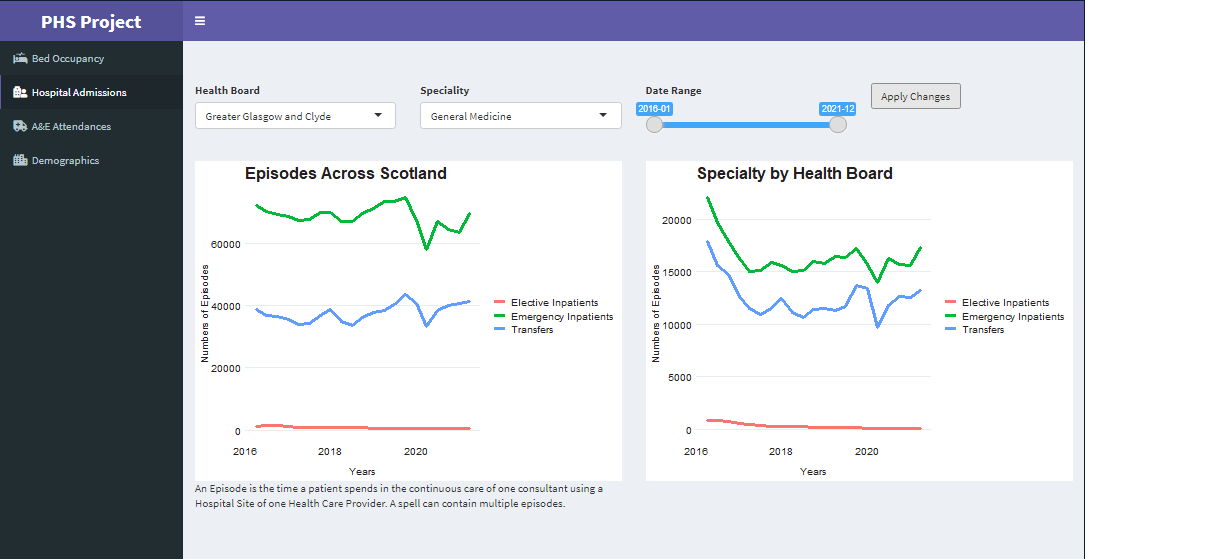 PHS Project
Bed Occupancy
Hospital Admissions
A&E Attendances
Demographics
Health Board
Greater Glasgow and Clyde
Speciality
General Medicine
Date Range
2016-01
2021-12
Apply Changes
Episodes Across Scotland
Numbers of Episodes
60000
40000
20000
0
2016
2018
2020
Years
Elective Inpatients
Emergency Inpatients
Transfers
Specialty by Health Board
Numbers of Episodes
20000
15000
10000
5000
0
2016
2018
2020
Years
Elective Inpatients
Emergency Inpatients
Transfers
An Episode is the time a patient spends in the continuous care of one consultant using a
Hospital Site of one Health Care Provider. A spell can contain multiple episodes.